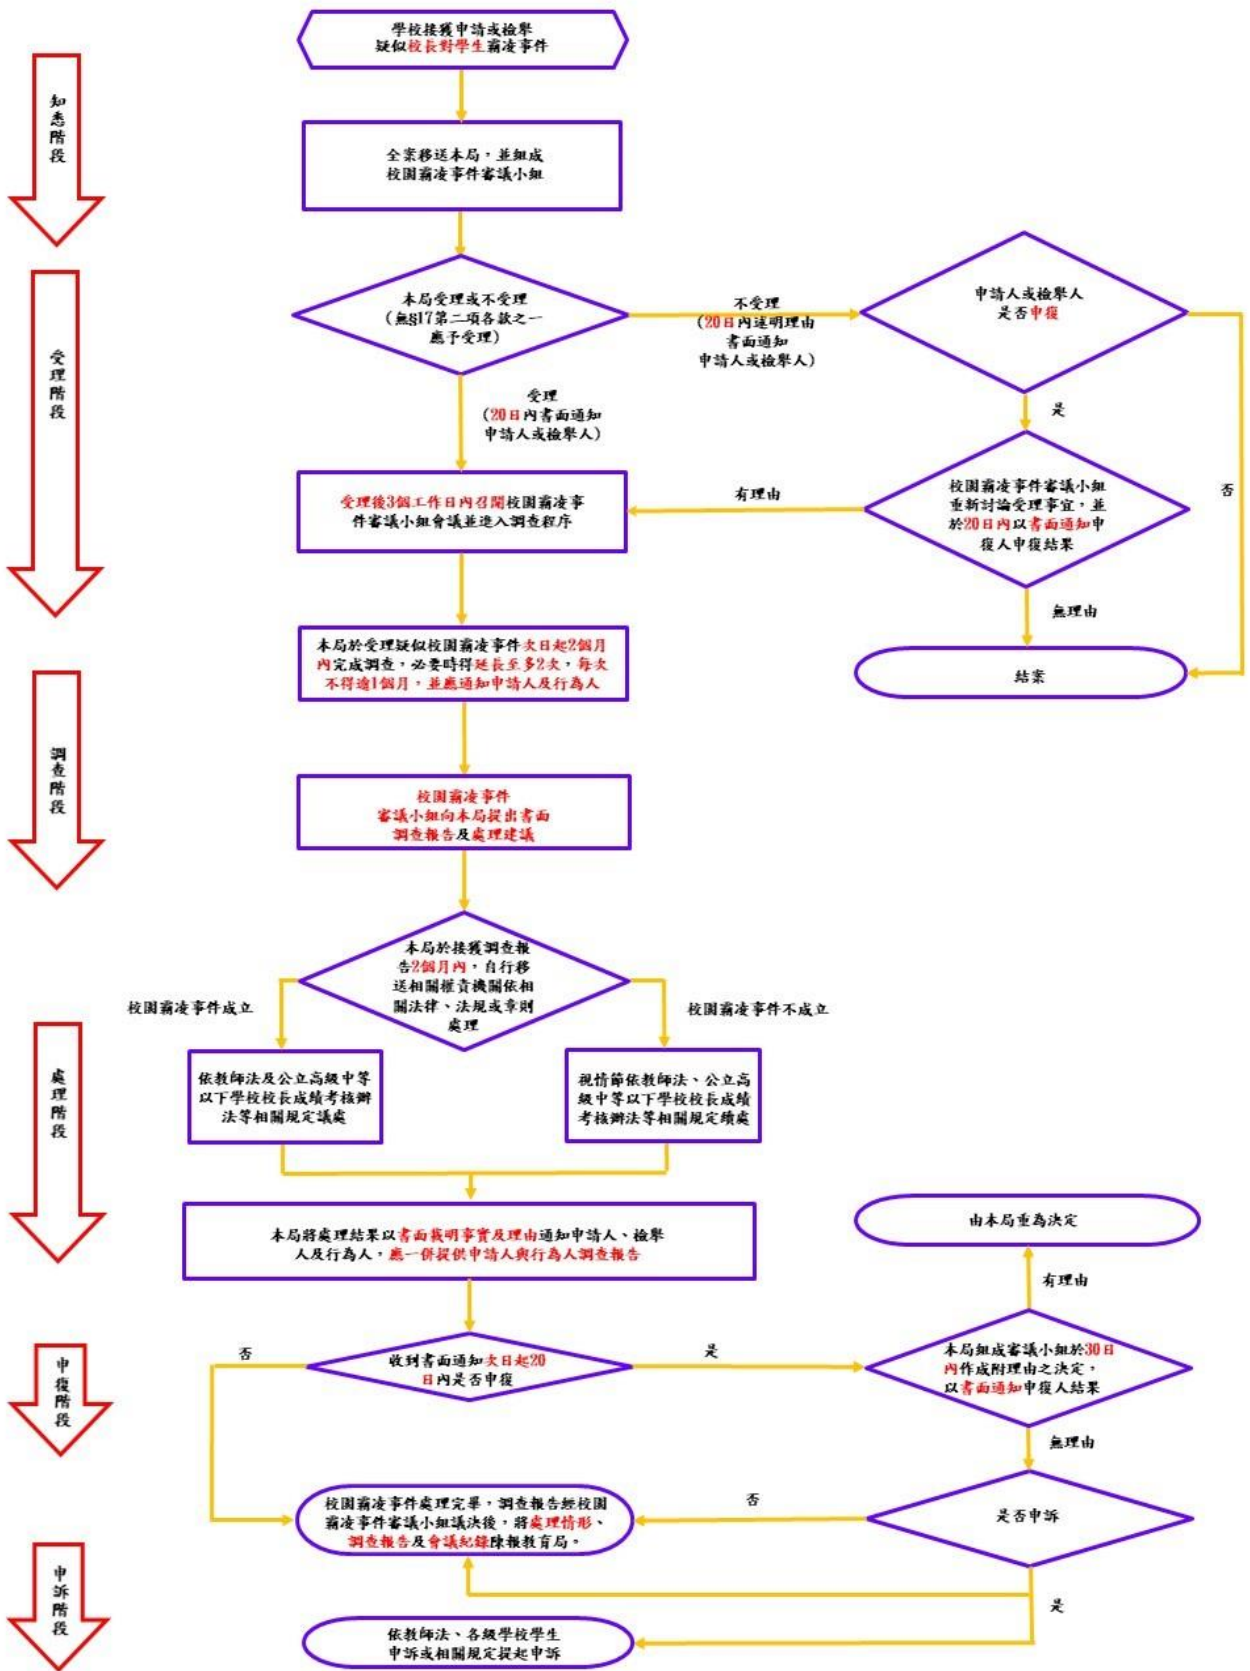 學校接獲申請或檢舉
疑似校長對學生霸凌事件
知悉階段
全案移送本局，並組成
校園霸凌事件審議小組
受理階段
本局受理或不受理
(無§17第二項各款之一
應予受理)
不受理
(20日內述明理由
書面通知
申請人或檢舉人)
申請人或檢舉人
是否申復
受理
(20日內書面通知
申請人或檢舉人)
是
否
受理後3個工作日內召開校園霸凌事
件審議小組會議並進入調查程序
有理由
校園霸凌事件審議小組
重新討論受理事宜，並
於20日內以書面通知申
復人申復結果
無理由
結案
本局於受理疑似校園霸凌事件次日起2個月
內完成調查，必要時得延長至多2次，每次
不得逾1個月，並應通知申請人及行為人
調查階段
校園霸凌事件
審議小組向本局提出書面
調查報告及處理建議
本局於接獲調查報
告2個月內，自行移
送相關權責機關依相
關法律、法規或章則
處理
校園霸凌事件成立
校園霸凌事件不成立
處理階段
依教師法及公立高級中等
以下學校校長成績考核辦
法等相關規定議處
視情節依教師法、公立高
級中等以下學校校長成績
考核辦法等相關規定續處
本局將處理結果以書面載明事實及理由通知申請人、檢舉
人及行為人，應一併提供申請人與行為人調查報告
由本局重為決定
有理由
申復階段
否
收到書面通知次日起20
日內是否申復
是
本局組成審議小組於30日
內作成附理由之決定，
以書面通知申復人結果
無理由
校園霸凌事件處理完畢，調查報告經校園
霸凌事件審議小組議決後，將處理情形、
調查報告及會議紀錄陳報教育局。
否
是否申訴
是
申訴階段
依教師法、各級學校學生
申訴或相關規定提起申訴